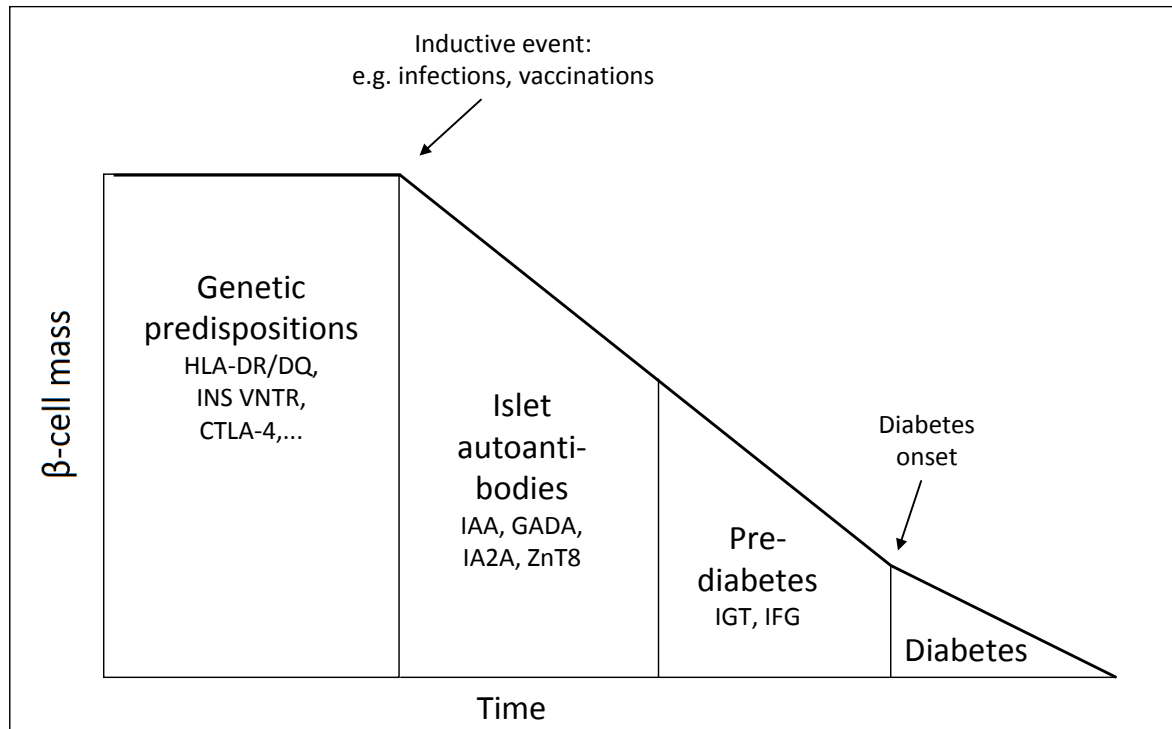 Inductive event:
e.g. infections, vaccinations
β-cell mass
Genetic
predispositions
HLA-DR/DQ,
INS VNTR,
CTLA-4,...
Islet
autoanti-
bodies
IAA, GADA,
IA2A, ZnT8
Pre-
diabetes
IGT, IFG
Diabetes
onset
Diabetes
Time